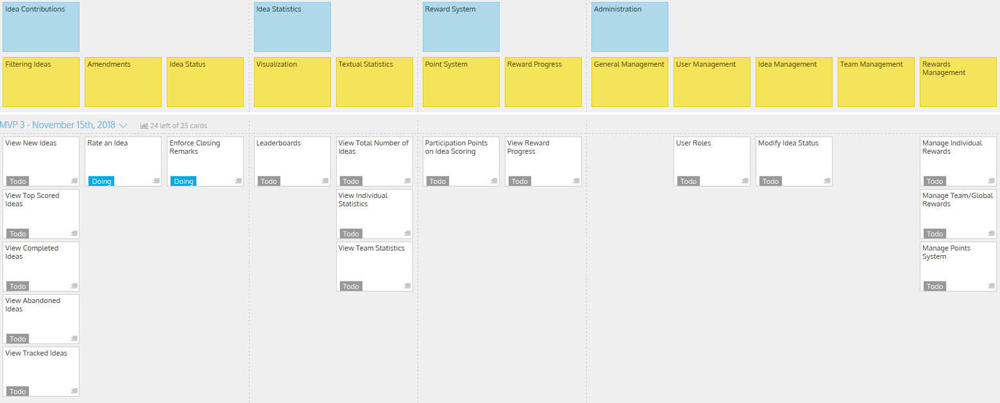 Idea Contributions
Idea Statistics
Reward System
Administration
Filtering Ideas
Amendments
Idea Status
Visualization
Textual Statistics
Point System
Reward Progress
General Management
User Management
Idea Management
Team Management
Rewards
Management
MVP 3 - November 15th, 2018
24 left of 25 cards
View New Ideas
Todo
Rate an Idea
Doing
Enforce Closing
Remarks
Doing
Leaderboards
Todo
View Total Number of
Ideas
Todo
Participation Points
on Idea Scoring
Todo
View Reward
Progress
Todo
User Roles
Todo
Modify Idea Status
Todo
Manage Individual
Rewards
Todo
View Top Scored
Ideas
Todo
View Individual
Statistics
Todo
Manage Team/Global
Rewards
Todo
View Completed
Ideas
Todo
View Team Statistics
Todo
Manage Points
System
Todo
View Abandoned
Ideas
Todo
View Tracked Ideas
Todo